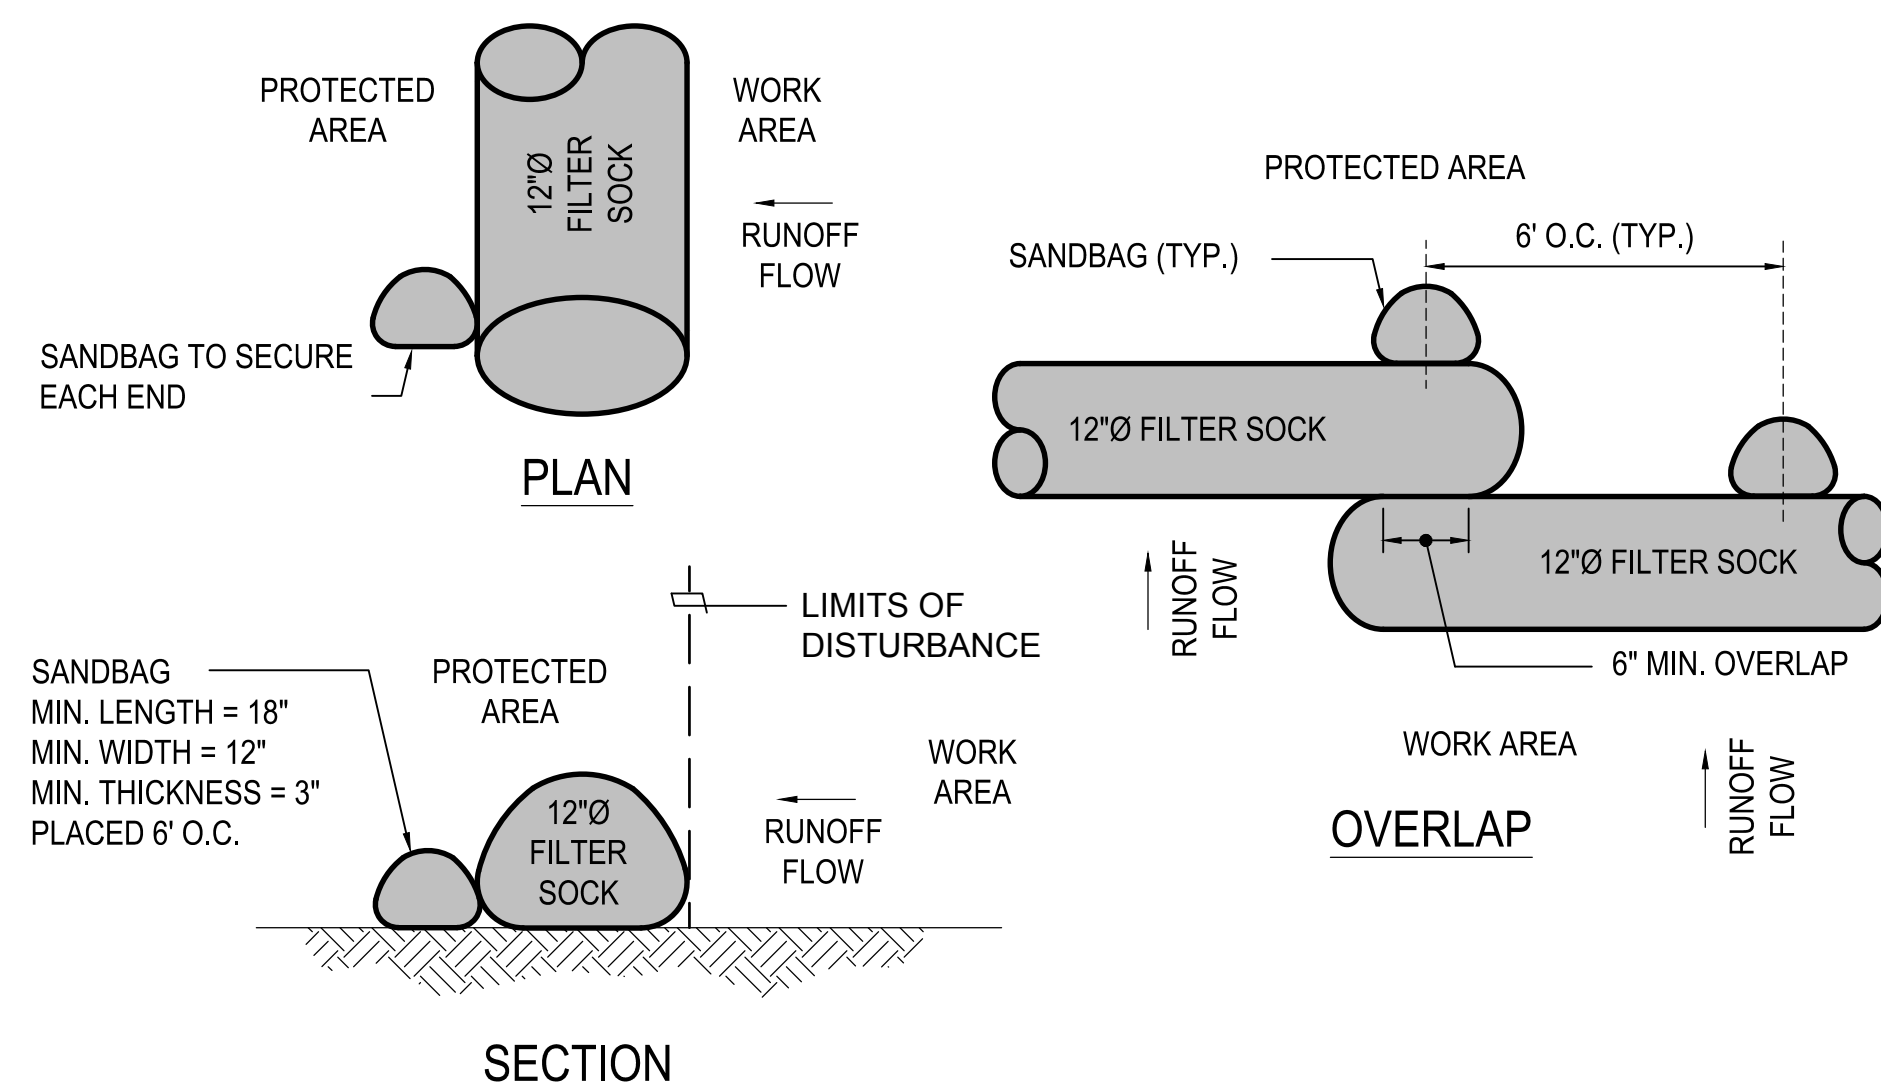 PROTECTED
AREA
WORK
AREA
12"Ø
FILTER
SOCK
RUNOFF
FLOW
SANDBAG TO SECURE
EACH END
PLAN
PROTECTED AREA
SANDBAG (TYP.)
6' O.C. (TYP.)
12"Ø FILTER SOCK
12"Ø FILTER SOCK
RUNOFF
FLOW
6" MIN. OVERLAP
WORK AREA
RUNOFF
FLOW
OVERLAP
LIMITS OF
DISTURBANCE
SANDBAG
MIN. LENGTH = 18"
MIN. WIDTH = 12"
MIN. THICKNESS = 3"
PLACED 6' O.C.
PROTECTED
AREA
WORK
AREA
12"Ø
FILTER
SOCK
RUNOFF
FLOW
SECTION